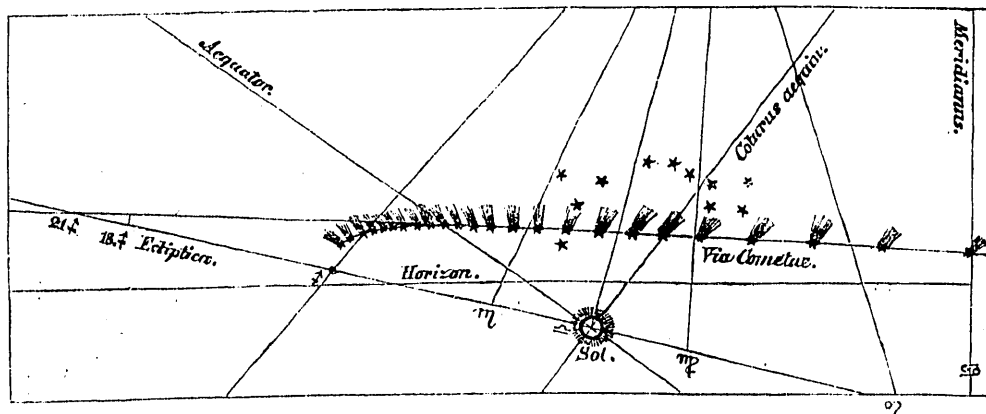 Aequator.
Colurus aequin.
Meridianus.
21 ♐
18 ♐ Ecliptica.
Via Cometae.
♐
Horizon.
♏
♎
Sol.
♍
♌
♋